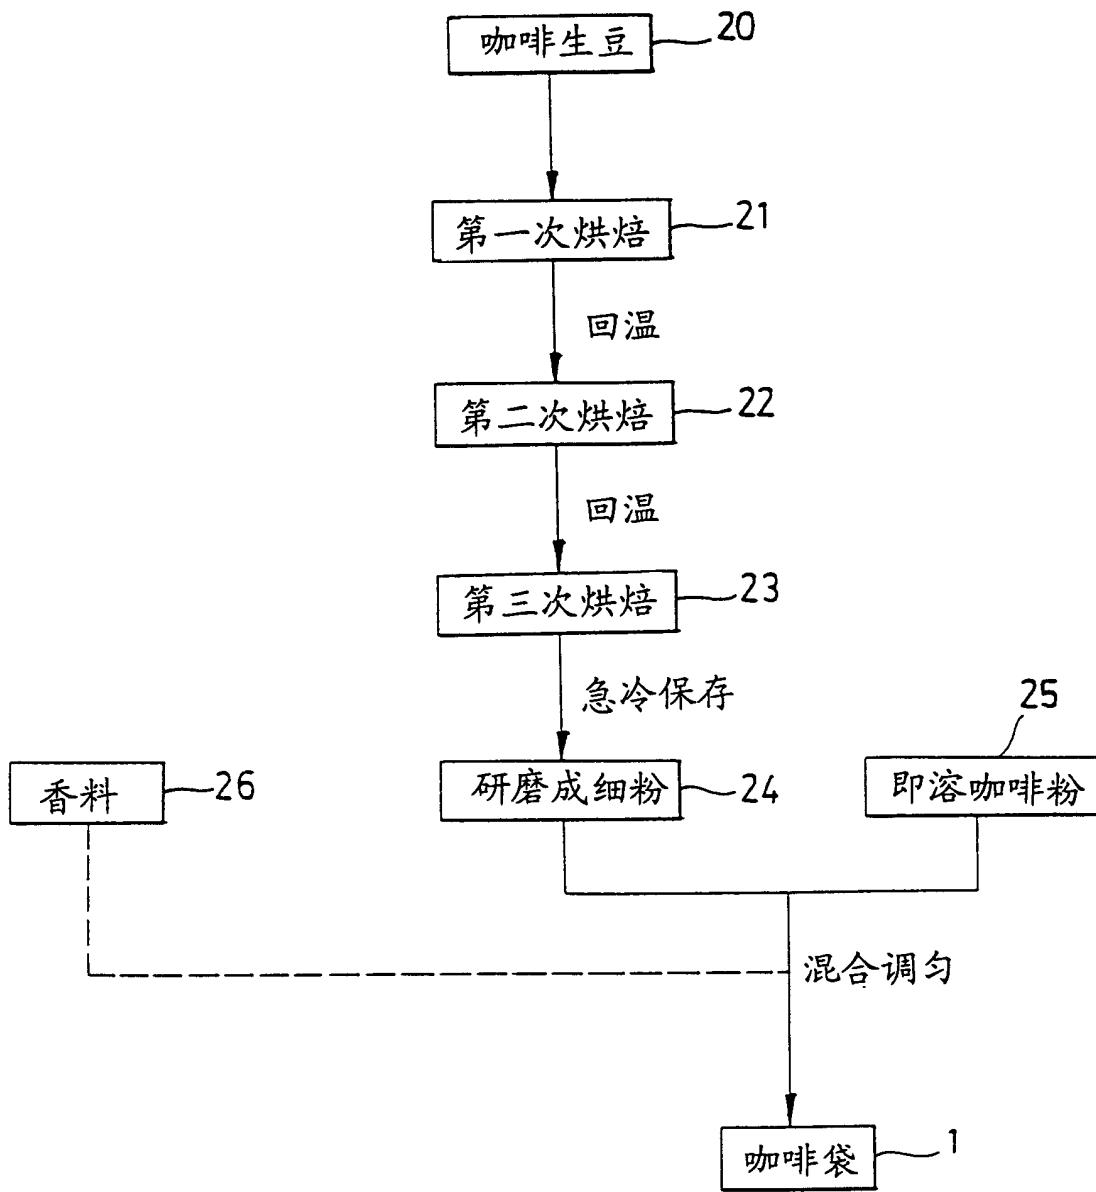 咖啡生豆
20
第一次烘焙
21
回温
第二次烘焙
22
回温
第三次烘焙
23
急冷保存
香料
26
研磨成细粉
24
即溶咖啡粉
25
混合调匀
咖啡袋
1